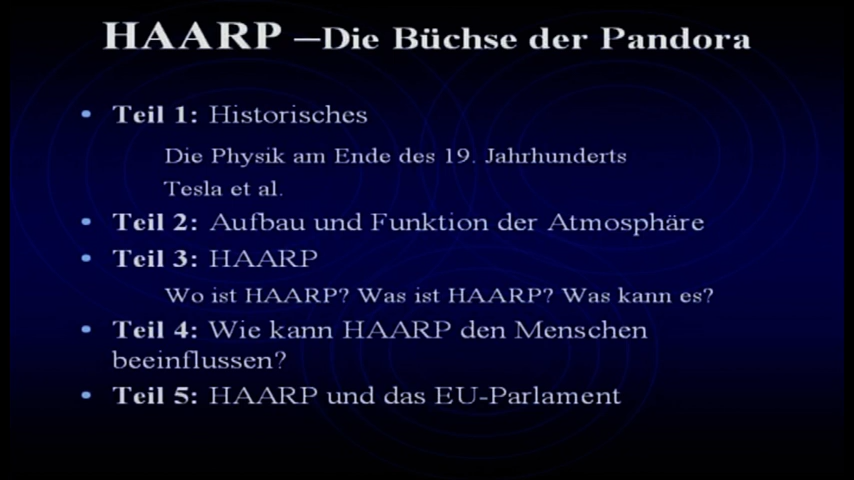 HAARP –Die Büchse der Pandora
• Teil 1: Historisches
Die Physik am Ende des 19. Jahrhunderts
Tesla et al.
• Teil 2: Aufbau und Funktion der Atmosphäre
• Teil 3: HAARP
Wo ist HAARP? Was ist HAARP? Was kann es?
• Teil 4: Wie kann HAARP den Menschen
beeinflussen?
• Teil 5: HAARP und das EU-Parlament